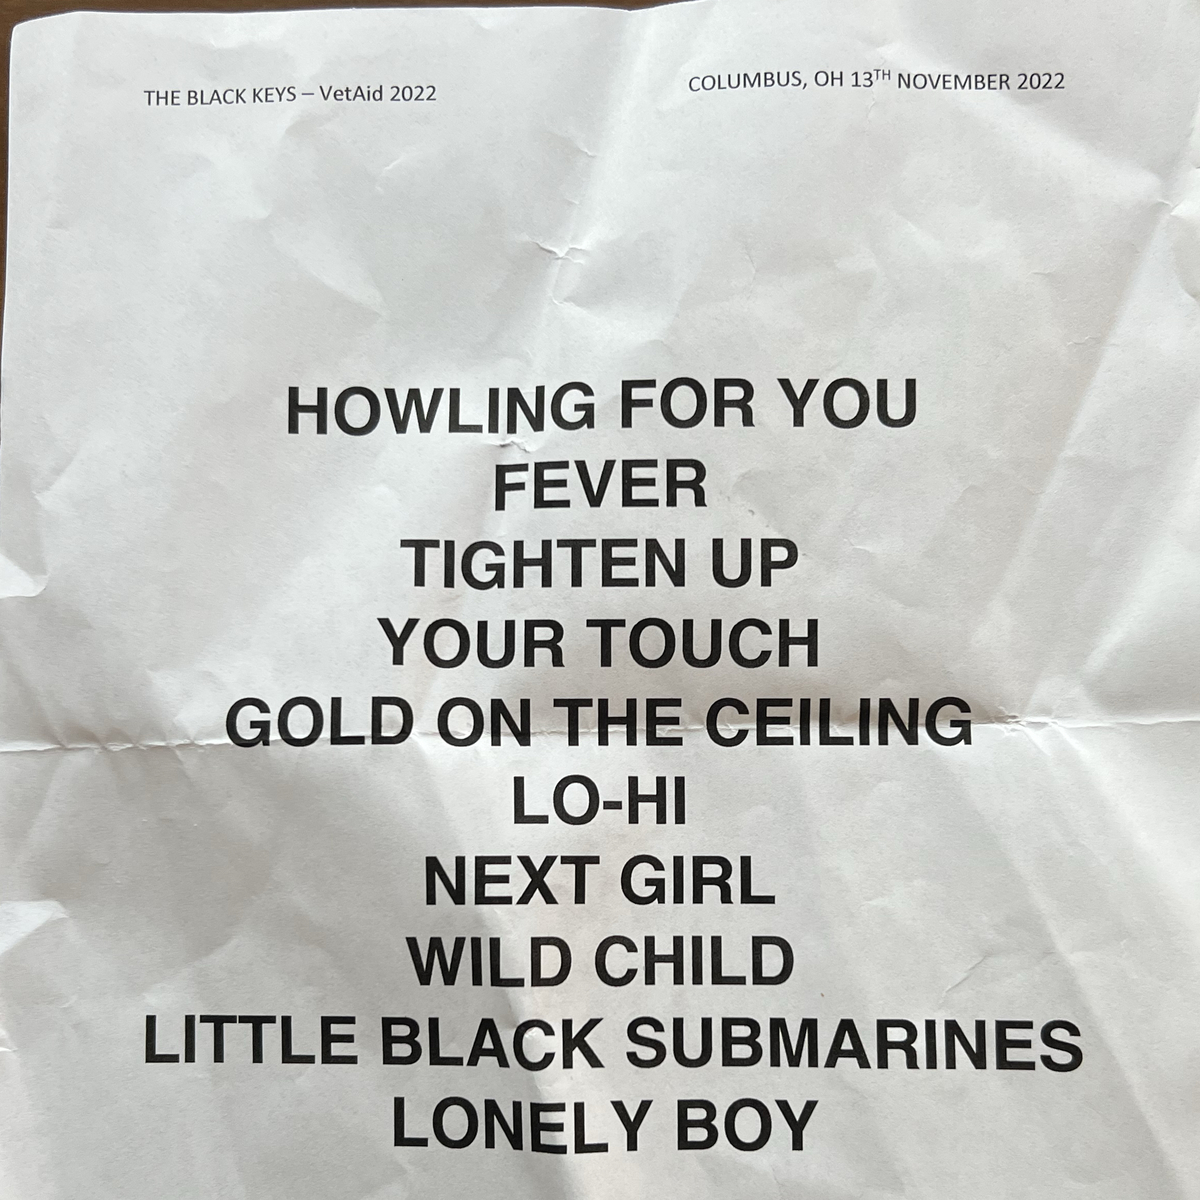 THE BLACK KEYS – VetAid 2022 COLUMBUS, OH 13TH NOVEMBER 2022
HOWLING FOR YOU
FEVER
TIGHTEN UP
YOUR TOUCH
GOLD ON THE CEILING
LO-HI
NEXT GIRL
WILD CHILD
LITTLE BLACK SUBMARINES
LONELY BOY